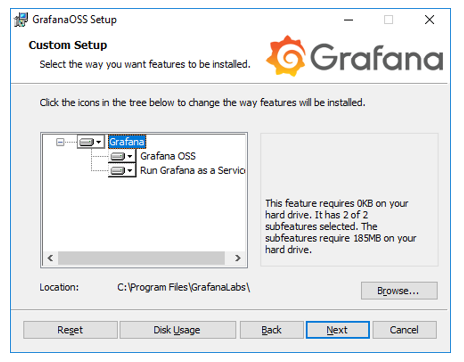 GrafanaOSS Setup
Custom Setup
Select the way you want features to be installed.
Grafana
Click the icons in the tree below to change the way features will be installed.
Grafana
Grafana OSS
Run Grafana as a Servic
This feature requires 0KB on your
hard drive. It has 2 of 2
subfeatures selected. The
subfeatures require 185MB on your
hard drive.
Location: C:\Program Files\GrafanaLabs\
Browse...
Reset Disk Usage Back Next Cancel